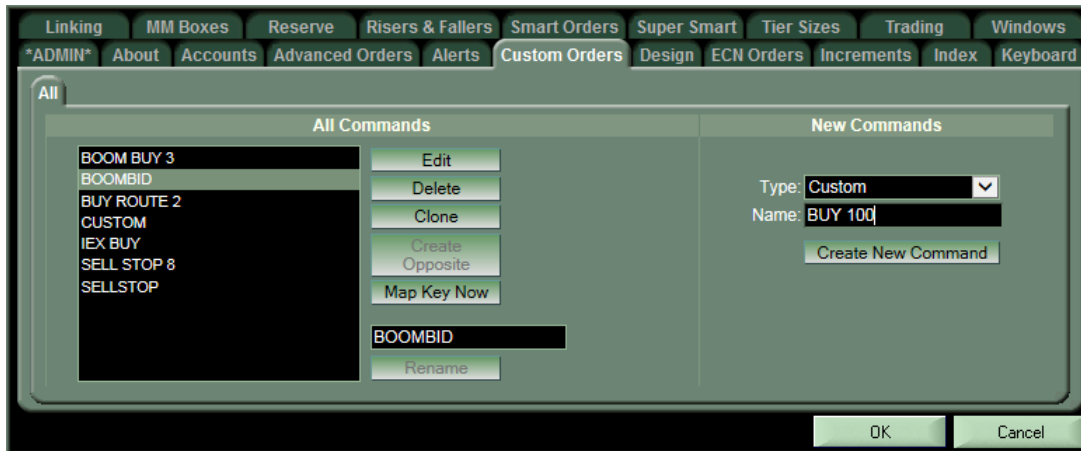 Linking MM Boxes Reserve Risers & Fallers Smart Orders Super Smart Tier Sizes Trading Windows
*ADMIN* About Accounts Advanced Orders Alerts Custom Orders Design ECN Orders Increments Index Keyboard
All
All Commands
BOOM BUY 3
BOOMBID
BUY ROUTE 2
CUSTOM
IEX BUY
SELL STOP 8
SELLSTOP
Edit
Delete
Clone
Create
Opposite
Map Key Now
BOOMBID
Rename
New Commands
Type: Custom
Name: BUY 100
Create New Command
OK Cancel